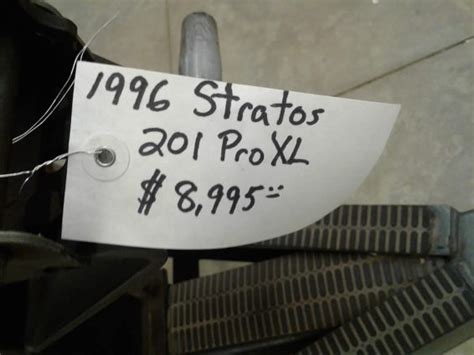 1996 Stratos
201 Pro XL
$8,995=